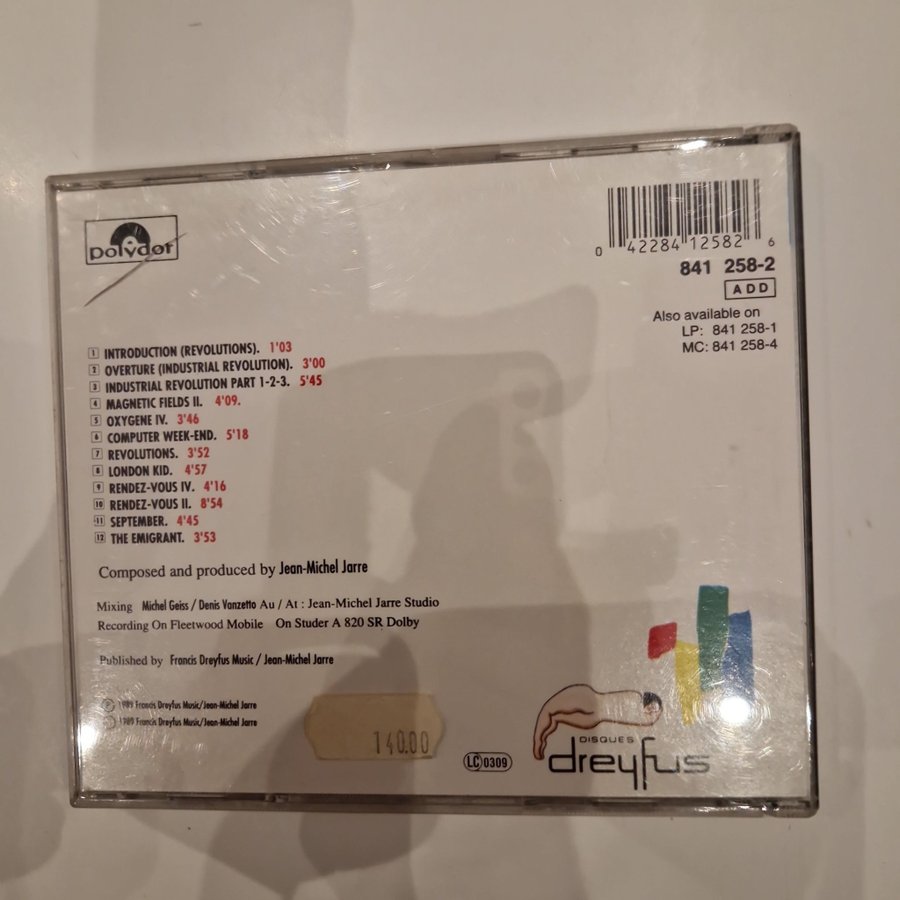 polydor
0 42284 12582 6
841 258-2
ADD
Also available on
LP: 841 258-1
MC: 841 258-4
1 INTRODUCTION (REVOLUTIONS). 1'03
2 OVERTURE (INDUSTRIAL REVOLUTION). 3'00
3 INDUSTRIAL REVOLUTION PART 1-2-3. 5'45
4 MAGNETIC FIELDS II. 4'09.
5 OXYGENE IV. 3'46
6 COMPUTER WEEK-END. 5'18
7 REVOLUTIONS. 3'52
8 LONDON KID. 4'57
9 RENDEZ-VOUS IV. 4'16
10 RENDEZ-VOUS II. 8'54
11 SEPTEMBER. 4'45
12 THE EMIGRANT. 3'53
Composed and produced by Jean-Michel Jarre
Mixing Michel Geiss / Denis Vanzetto Au / At : Jean-Michel Jarre Studio
Recording On Fleetwood Mobile On Studer A 820 SR Dolby
Published by Francis Dreyfus Music / Jean-Michel Jarre
℗ 1989 Francis Dreyfus Music/Jean-Michel Jarre
© 1989 Francis Dreyfus Music/Jean-Michel Jarre
140.00
LC 0309
DISQUES
dreyfus